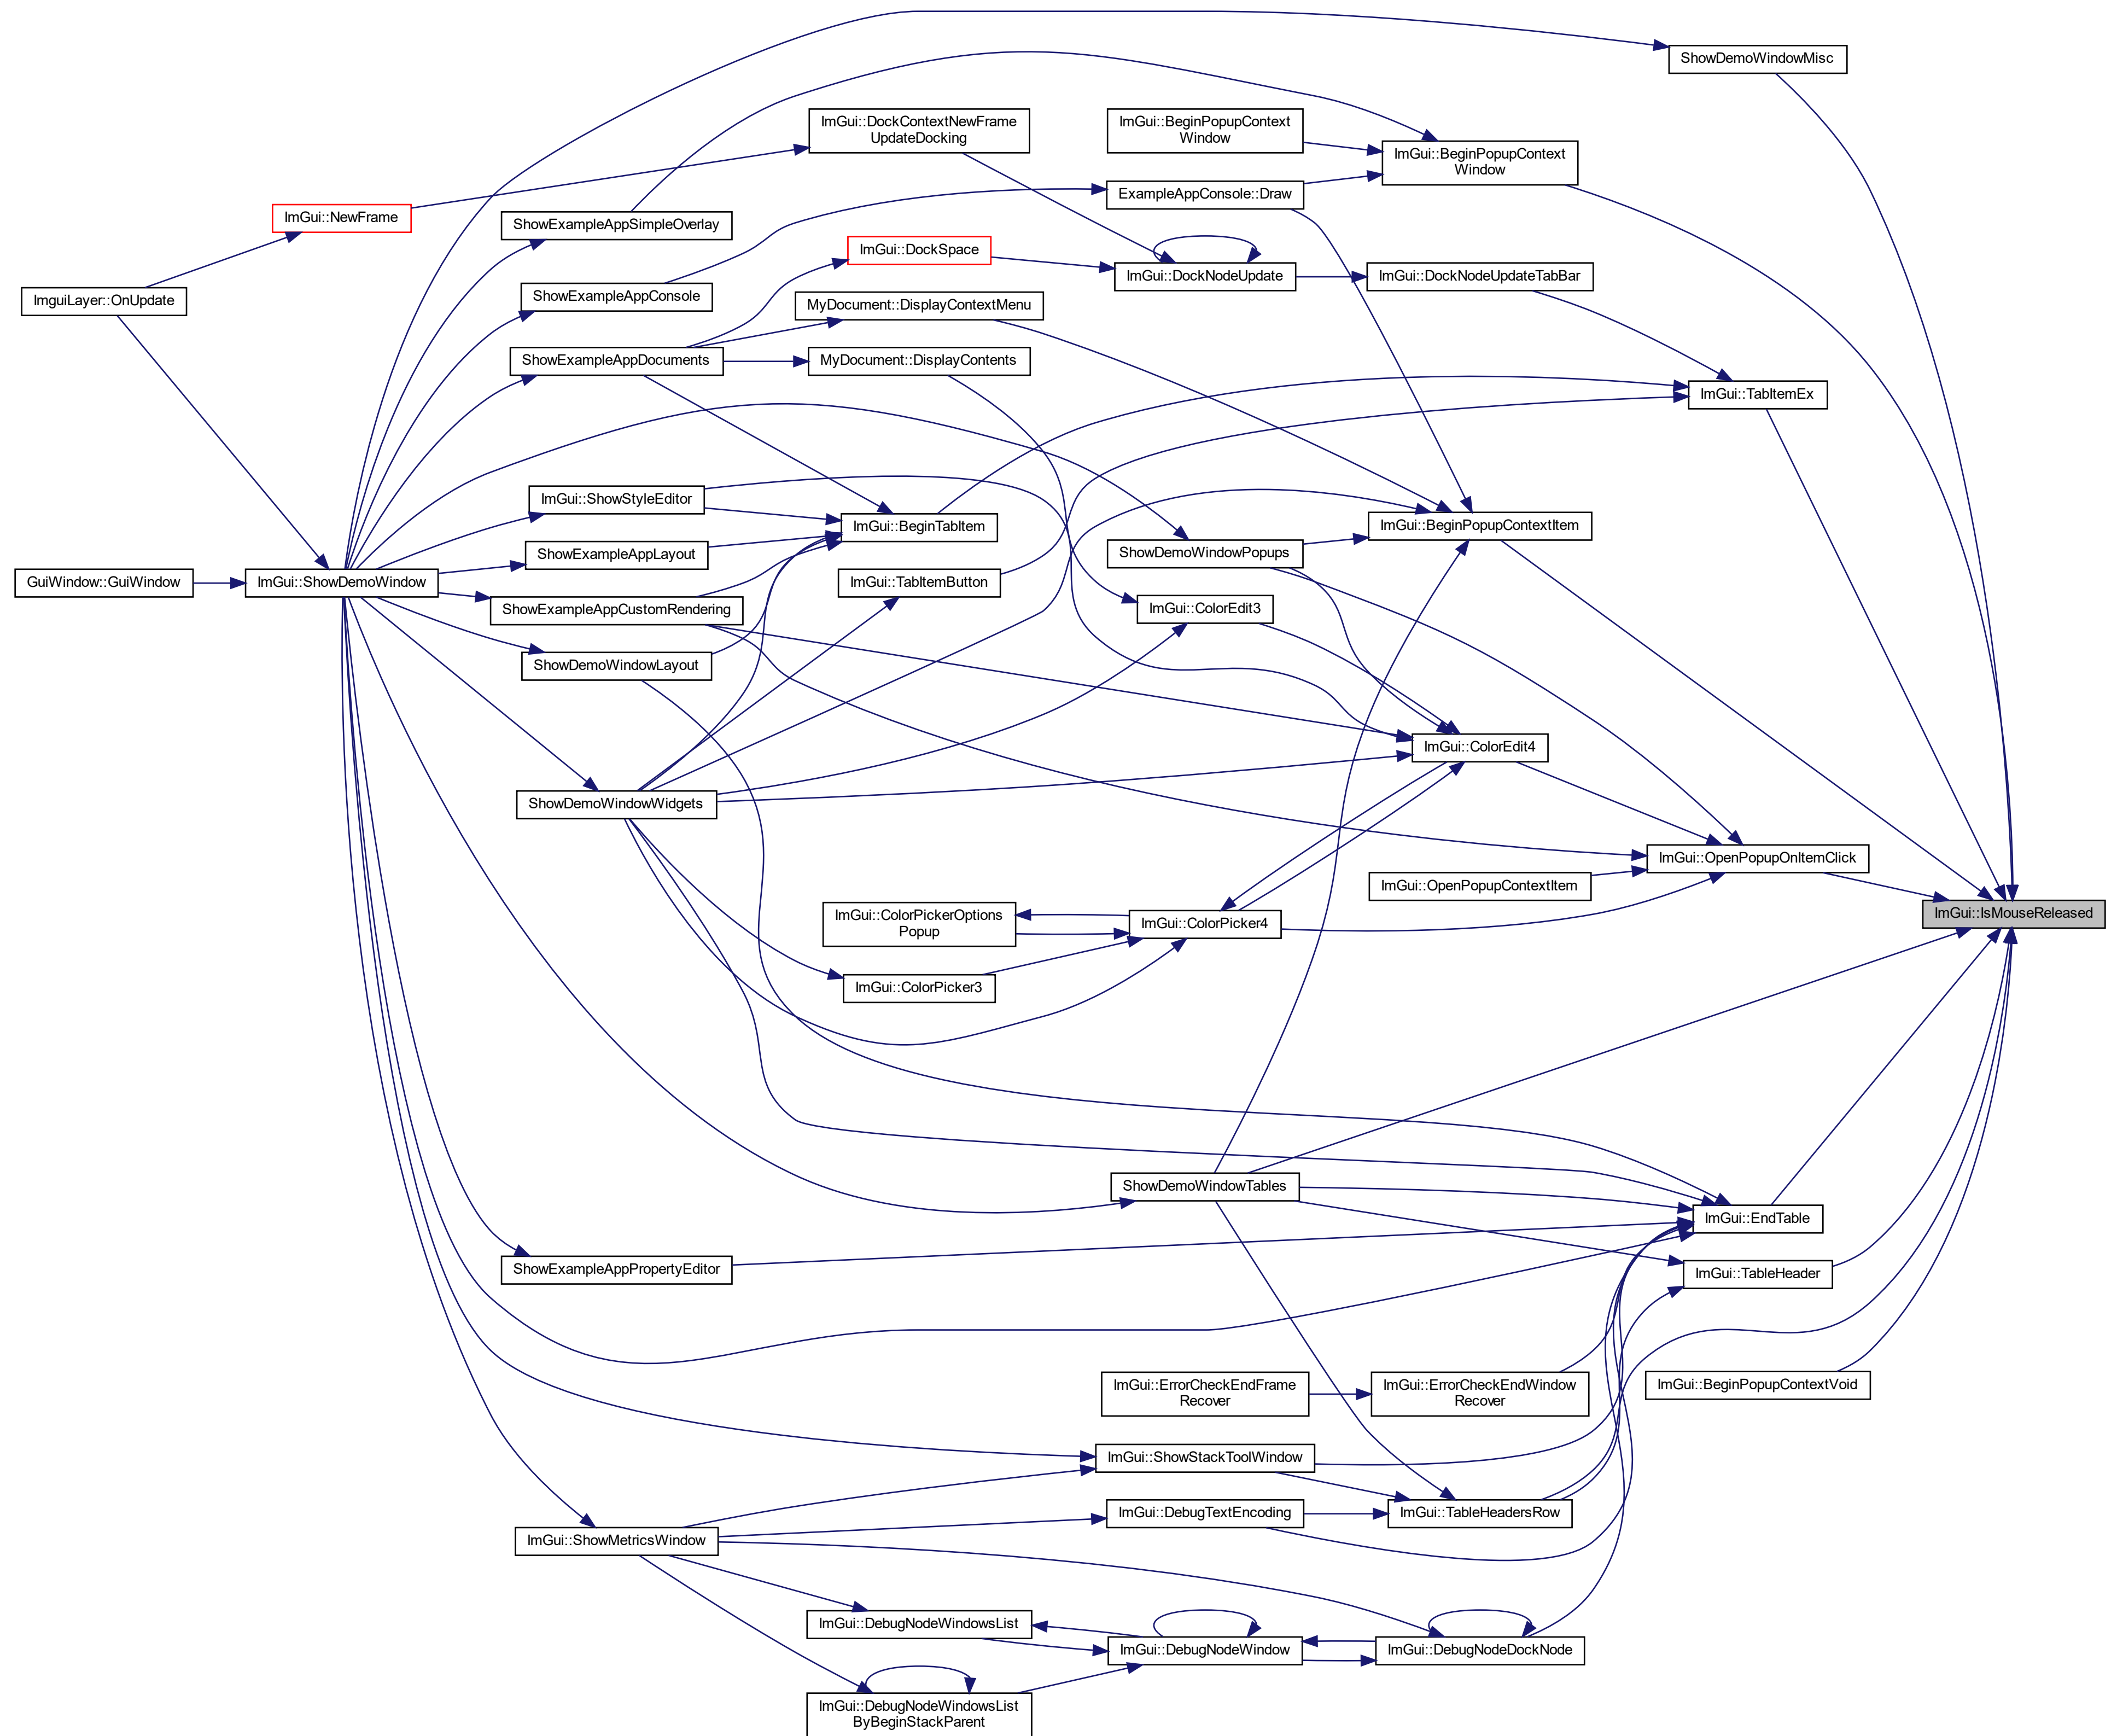 ShowDemoWindowMisc
ImGui::DockContextNewFrame
UpdateDocking
ImGui::BeginPopupContext
Window
ImGui::BeginPopupContext
Window
ExampleAppConsole::Draw
ImGui::NewFrame
ShowExampleAppSimpleOverlay
ImGui::DockSpace
ImGui::DockNodeUpdate
ImGui::DockNodeUpdateTabBar
ImguiLayer::OnUpdate
ShowExampleAppConsole
MyDocument::DisplayContextMenu
ShowExampleAppDocuments
MyDocument::DisplayContents
ImGui::TabItemEx
ImGui::ShowStyleEditor
ImGui::BeginTabItem
ImGui::BeginPopupContextItem
ShowExampleAppLayout
ShowDemoWindowPopups
GuiWindow::GuiWindow
ImGui::ShowDemoWindow
ImGui::TabItemButton
ShowExampleAppCustomRendering
ImGui::ColorEdit3
ShowDemoWindowLayout
ImGui::ColorEdit4
ShowDemoWindowWidgets
ImGui::OpenPopupOnItemClick
ImGui::OpenPopupContextItem
ImGui::ColorPickerOptions
Popup
ImGui::ColorPicker4
ImGui::IsMouseReleased
ImGui::ColorPicker3
ShowDemoWindowTables
ImGui::EndTable
ShowExampleAppPropertyEditor
ImGui::TableHeader
ImGui::ErrorCheckEndFrame
Recover
ImGui::ErrorCheckEndWindow
Recover
ImGui::BeginPopupContextVoid
ImGui::ShowStackToolWindow
ImGui::DebugTextEncoding
ImGui::TableHeadersRow
ImGui::ShowMetricsWindow
ImGui::DebugNodeWindowsList
ImGui::DebugNodeWindow
ImGui::DebugNodeDockNode
ImGui::DebugNodeWindowsList
ByBeginStackParent